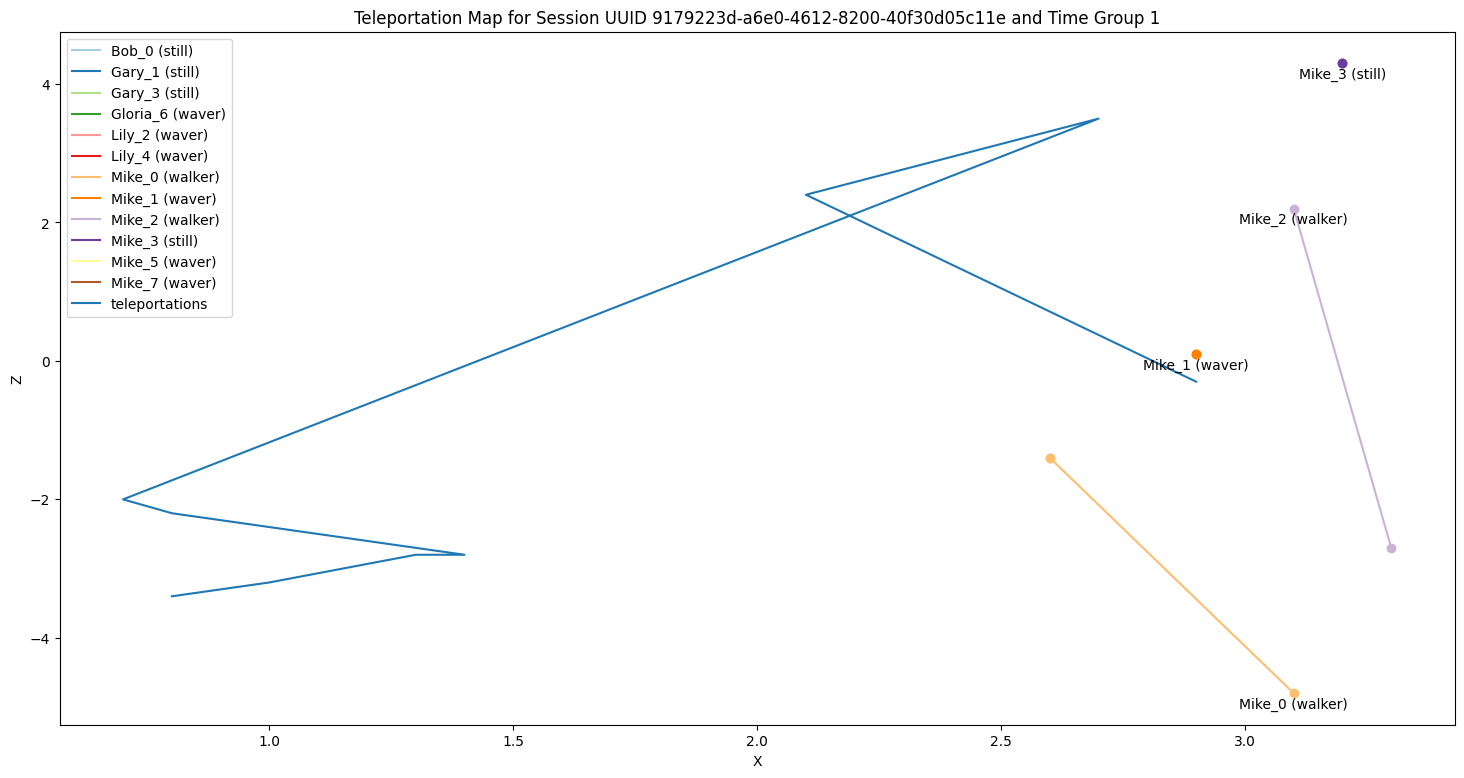 Teleportation Map for Session UUID 9179223d-a6e0-4612-8200-40f30d05c11e and Time Group 1
Bob_0 (still)
Gary_1 (still)
Gary_3 (still)
Gloria_6 (waver)
Lily_2 (waver)
Lily_4 (waver)
Mike_0 (walker)
Mike_1 (waver)
Mike_2 (walker)
Mike_3 (still)
Mike_5 (waver)
Mike_7 (waver)
teleportations
Mike_3 (still)
Mike_2 (walker)
Mike_1 (waver)
Mike_0 (walker)
4
2
0
−2
−4
Z
1.0 1.5 2.0 2.5 3.0
X